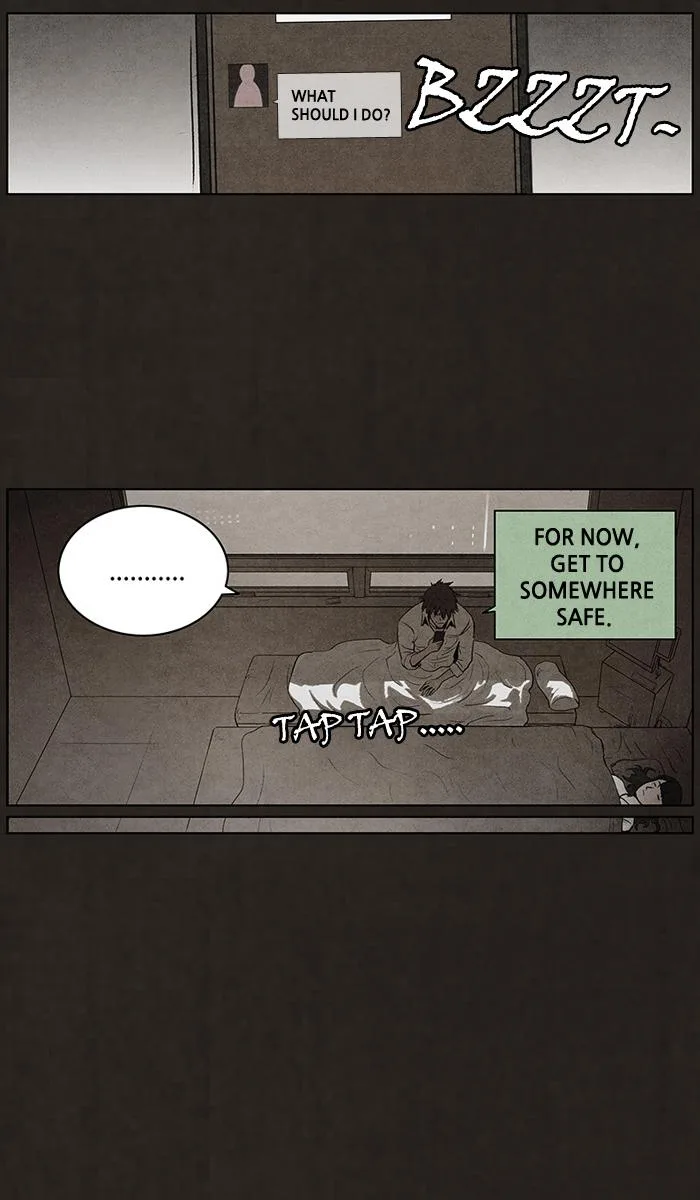 WHAT
SHOULD I DO?
BZZZT~
...........
FOR NOW,
GET TO
SOMEWHERE
SAFE.
TAP TAP.....